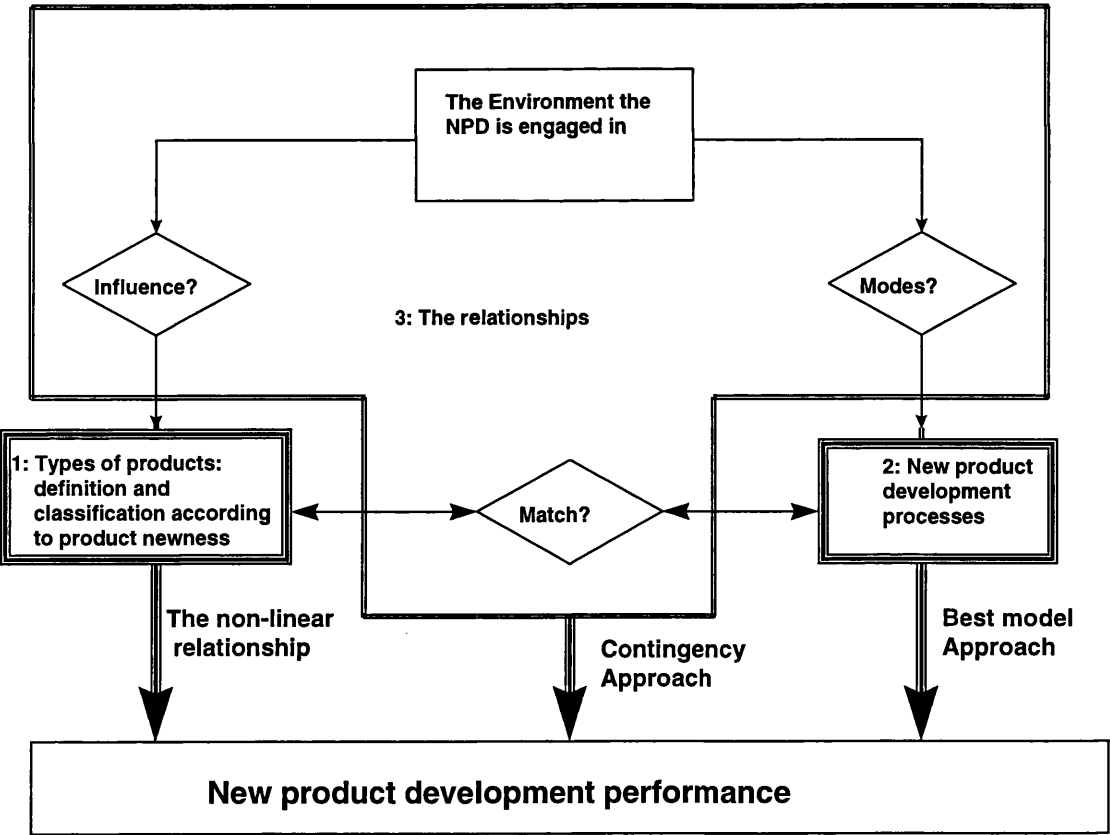 The Environment the
NPD is engaged in
Influence?
Modes?
3: The relationships
1: Types of products:
definition and
classification according
to product newness
Match?
2: New product
development
processes
The non-linear
relationship
Contingency
Approach
Best model
Approach
New product development performance